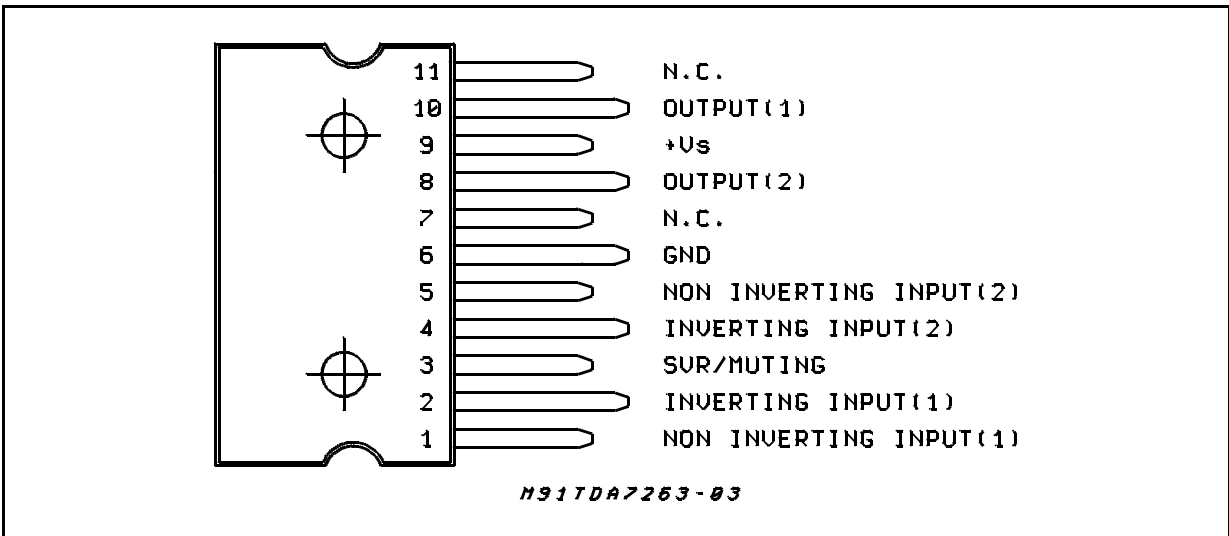 11 N.C.
10 OUTPUT(1)
9 +Vs
8 OUTPUT(2)
7 N.C.
6 GND
5 NON INVERTING INPUT(2)
4 INVERTING INPUT(2)
3 SVR/MUTING
2 INVERTING INPUT(1)
1 NON INVERTING INPUT(1)
M91TDA7263-03